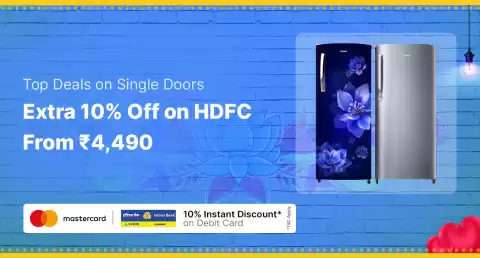 Top Deals on Single Doors
Extra 10% Off on HDFC
From ₹4,490
mastercard
इंडियन बैंक Indian Bank
10% Instant Discount*
on Debit Card
*T&C Apply